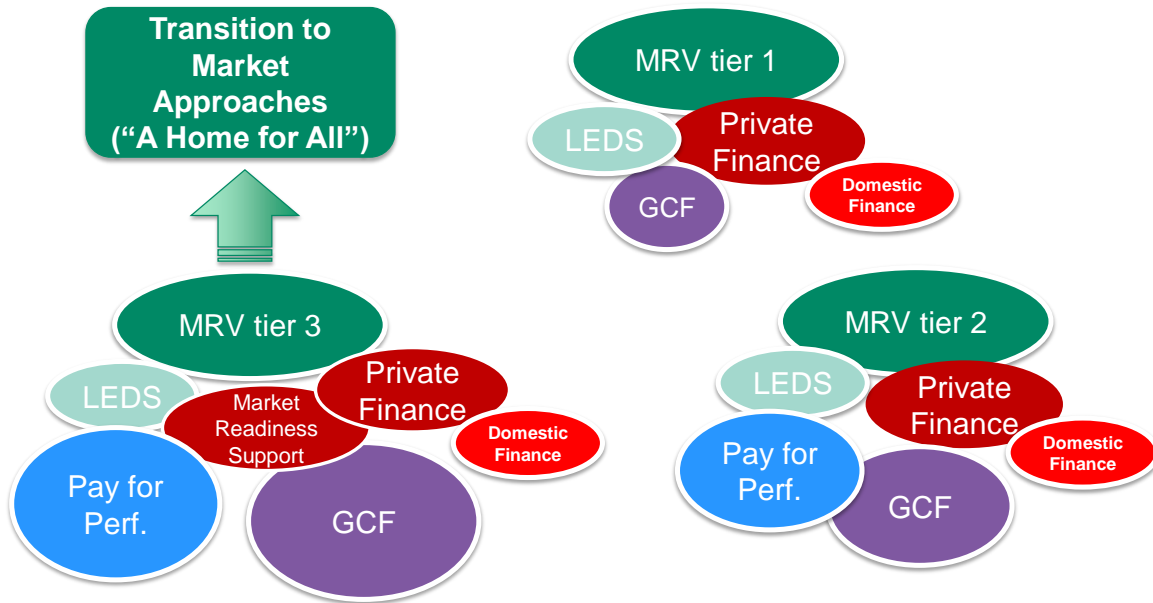 Transition to
Market
Approaches
(“A Home for All”)
MRV tier 1
LEDS
Private
Finance
GCF
Domestic
Finance
MRV tier 3
LEDS
Market
Readiness
Support
Private
Finance
Domestic
Finance
Pay for
Perf.
GCF
MRV tier 2
LEDS
Private
Finance
Domestic
Finance
Pay for
Perf.
GCF